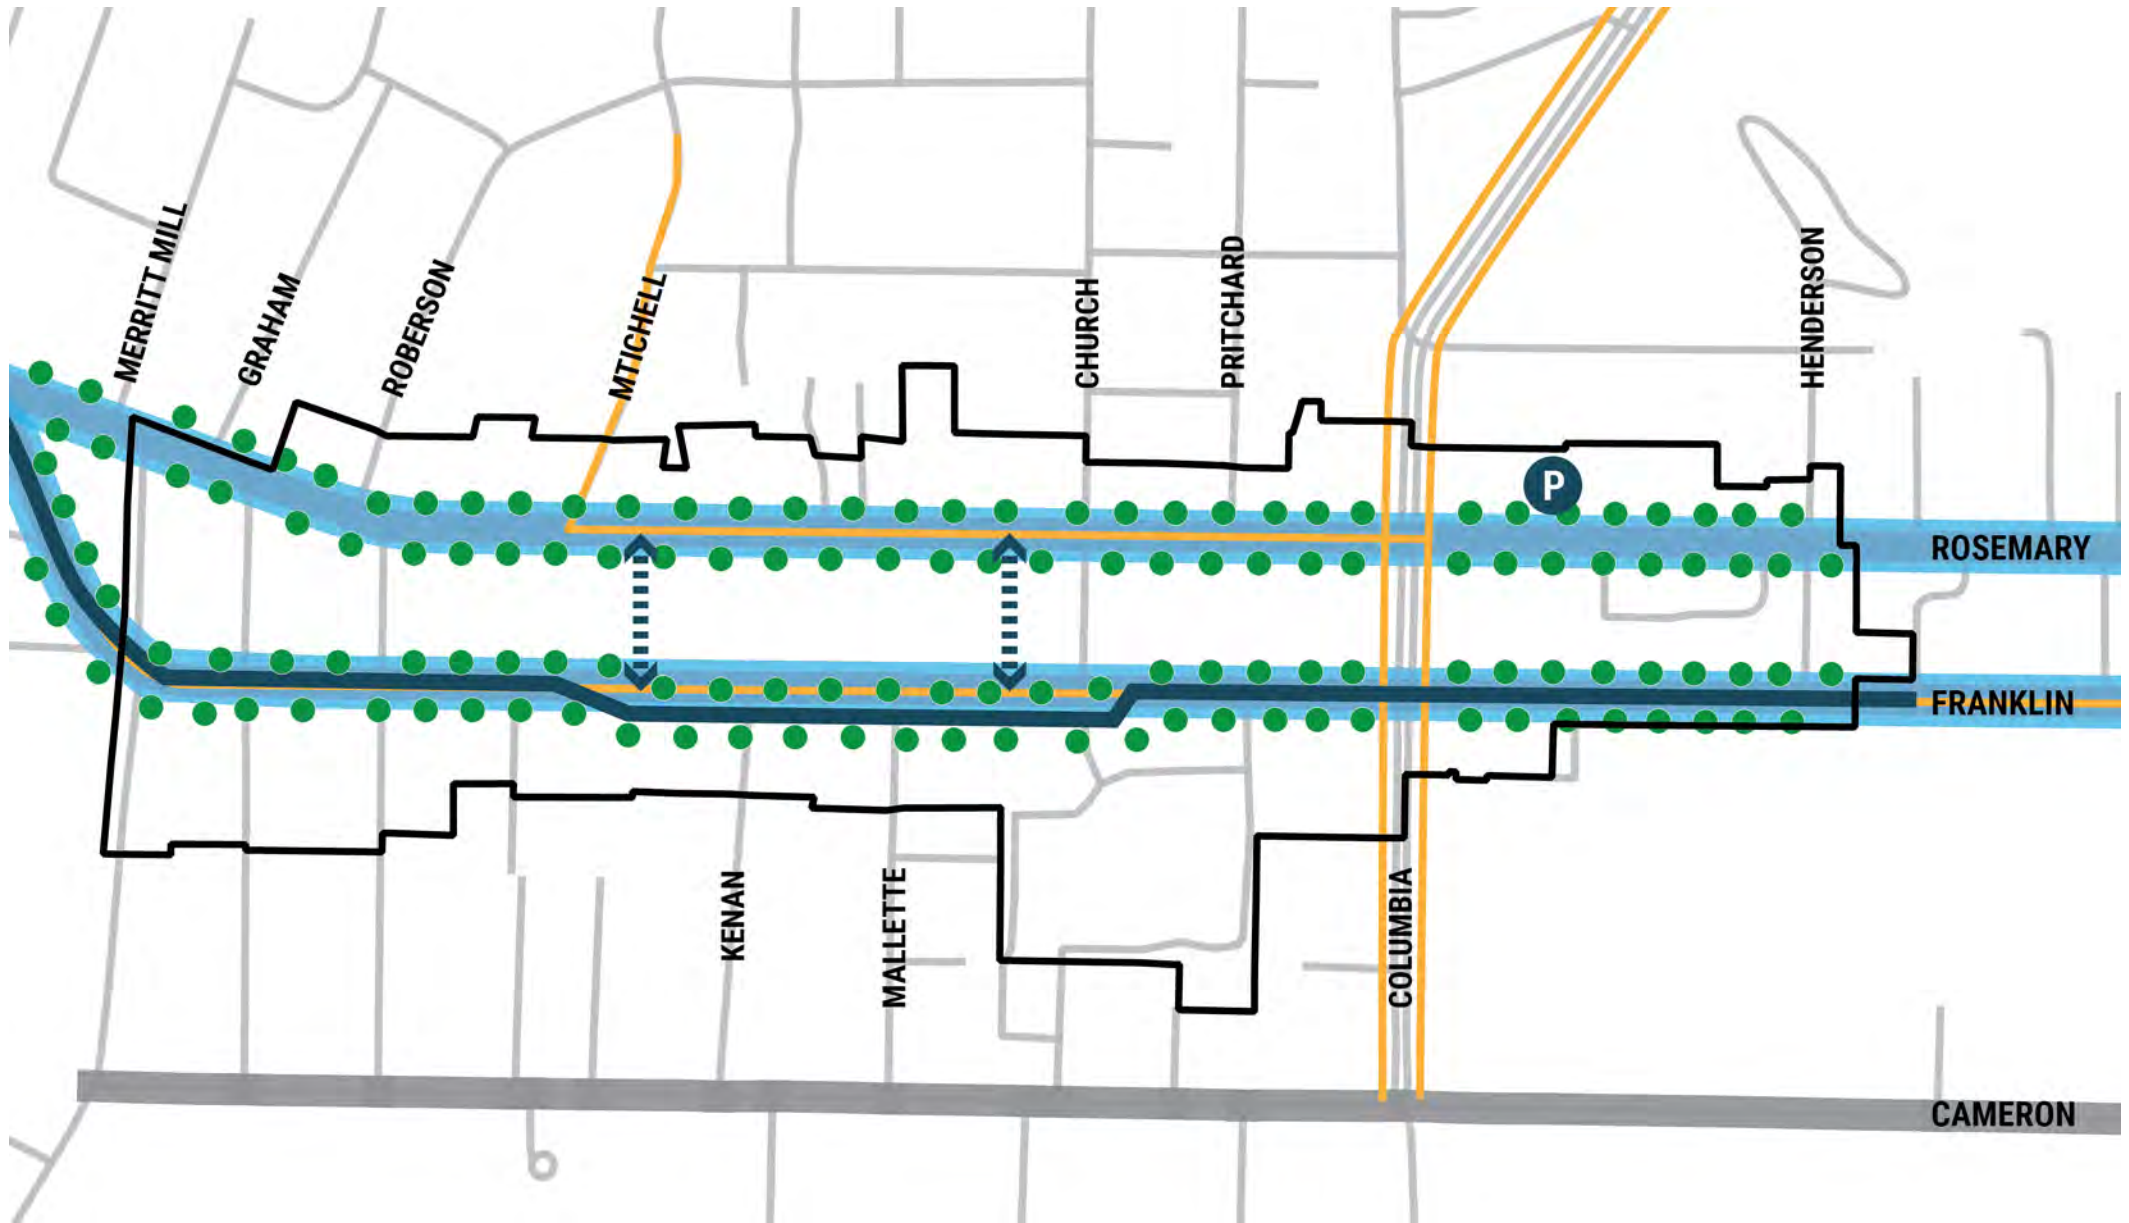 MERRITT MILL
GRAHAM
ROBERSON
MTICHELL
CHURCH
PRITCHARD
HENDERSON
P
ROSEMARY
FRANKLIN
KENAN
MALLETTE
COLUMBIA
CAMERON